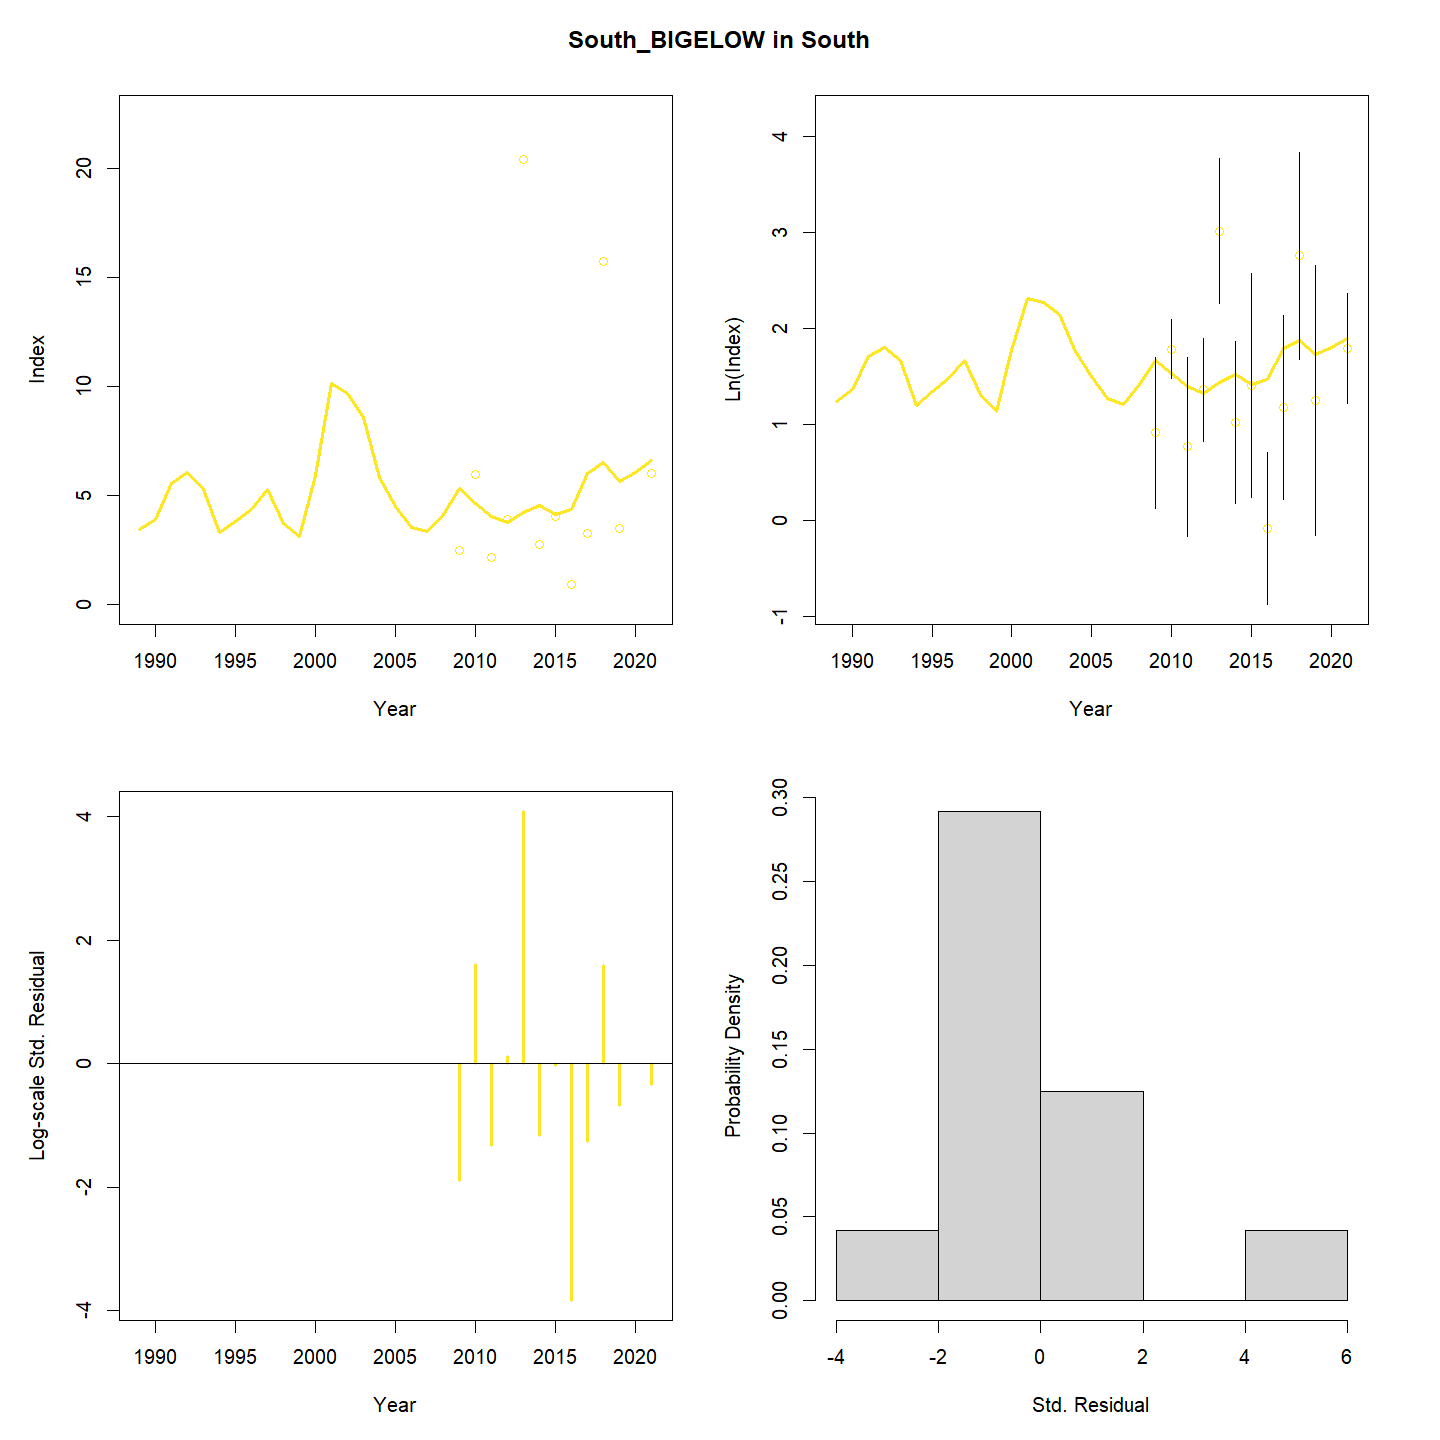 South_BIGELOW in South
Index
20
15
10
5
0
1990 1995 2000 2005 2010 2015 2020
Year
Ln(Index)
4
3
2
1
0
-1
1990 1995 2000 2005 2010 2015 2020
Year
Log-scale Std. Residual
4
2
0
-2
-4
1990 1995 2000 2005 2010 2015 2020
Year
Probability Density
0.30
0.25
0.20
0.15
0.10
0.05
0.00
-4 -2 0 2 4 6
Std. Residual